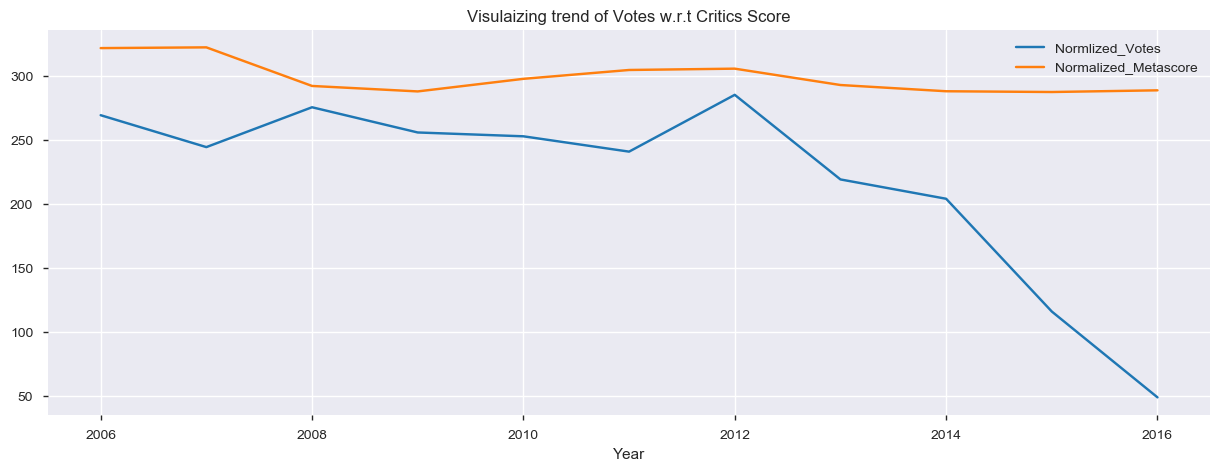 Visulaizing trend of Votes w.r.t Critics Score
Normlized_Votes
Normalized_Metascore
300
250
200
150
100
50
2006 2008 2010 2012 2014 2016
Year